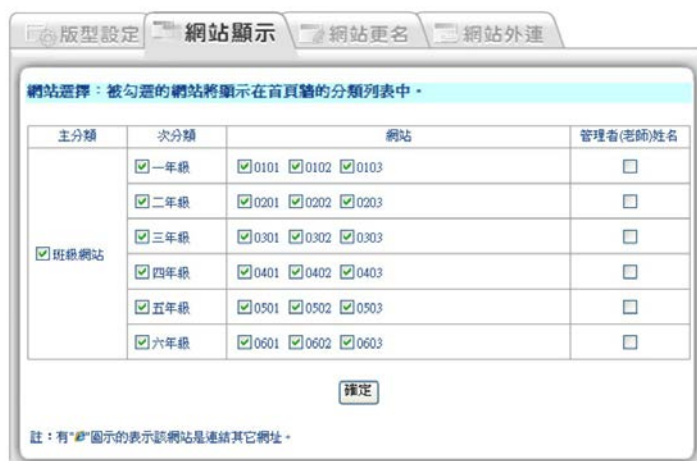 版型設定 網站顯示 網站更名 網站外連
網站選擇：被勾選的網站將顯示在首頁牆的分類列表中。
主分類 次分類 網站 管理者(老師)姓名
一年級 0101 0102 0103
二年級 0201 0202 0203
三年級 0301 0302 0303
班級網站
四年級 0401 0402 0403
五年級 0501 0502 0503
六年級 0601 0602 0603
確定
註：有"e"圖示的表示該網站是連結其它網址。